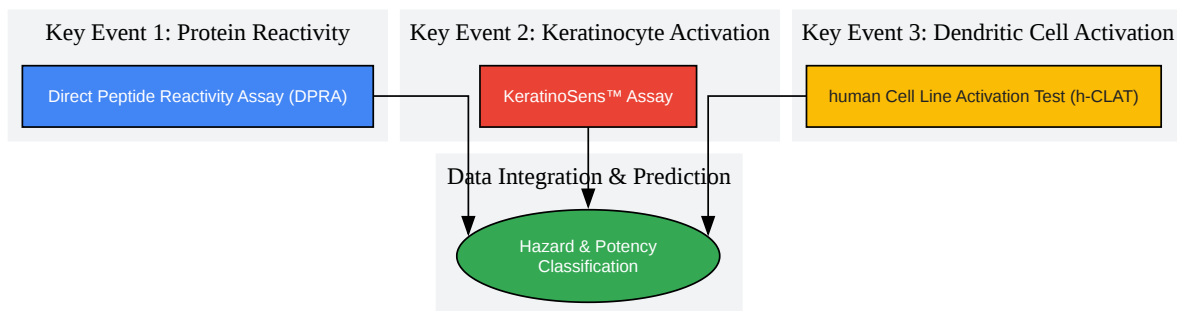 Key Event 1: Protein Reactivity
Direct Peptide Reactivity Assay (DPRA)
Key Event 2: Keratinocyte Activation
KeratinoSens™ Assay
Key Event 3: Dendritic Cell Activation
human Cell Line Activation Test (h-CLAT)
Data Integration & Prediction
Hazard & Potency
Classification